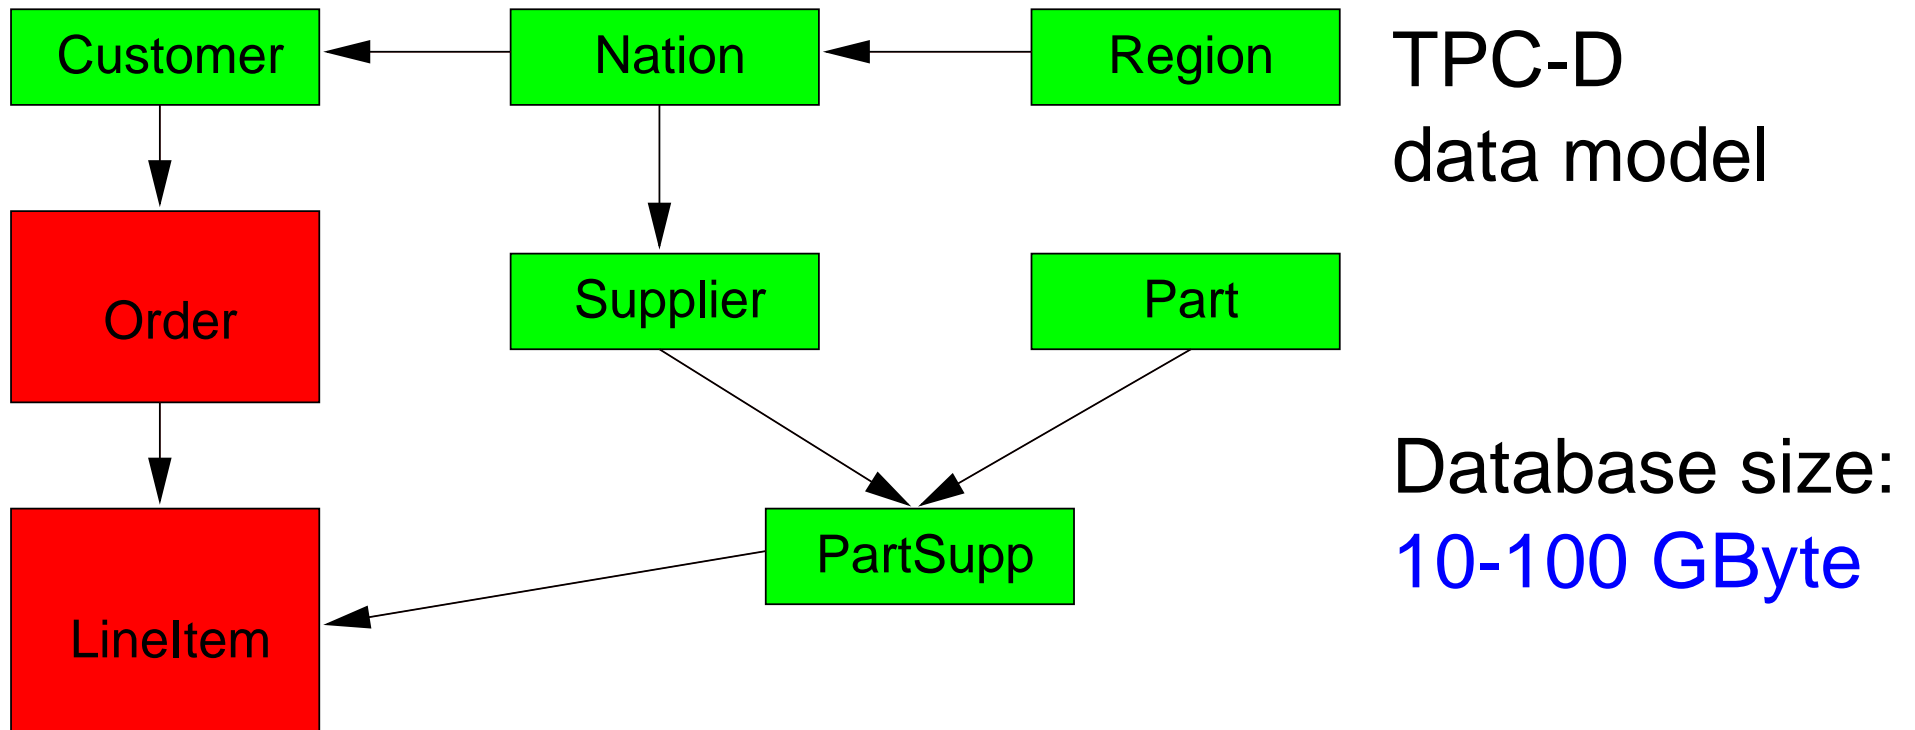 Customer
Nation
Region
TPC-D
data model
Order
Supplier
Part
Database size:
10-100 GByte
PartSupp
LineItem